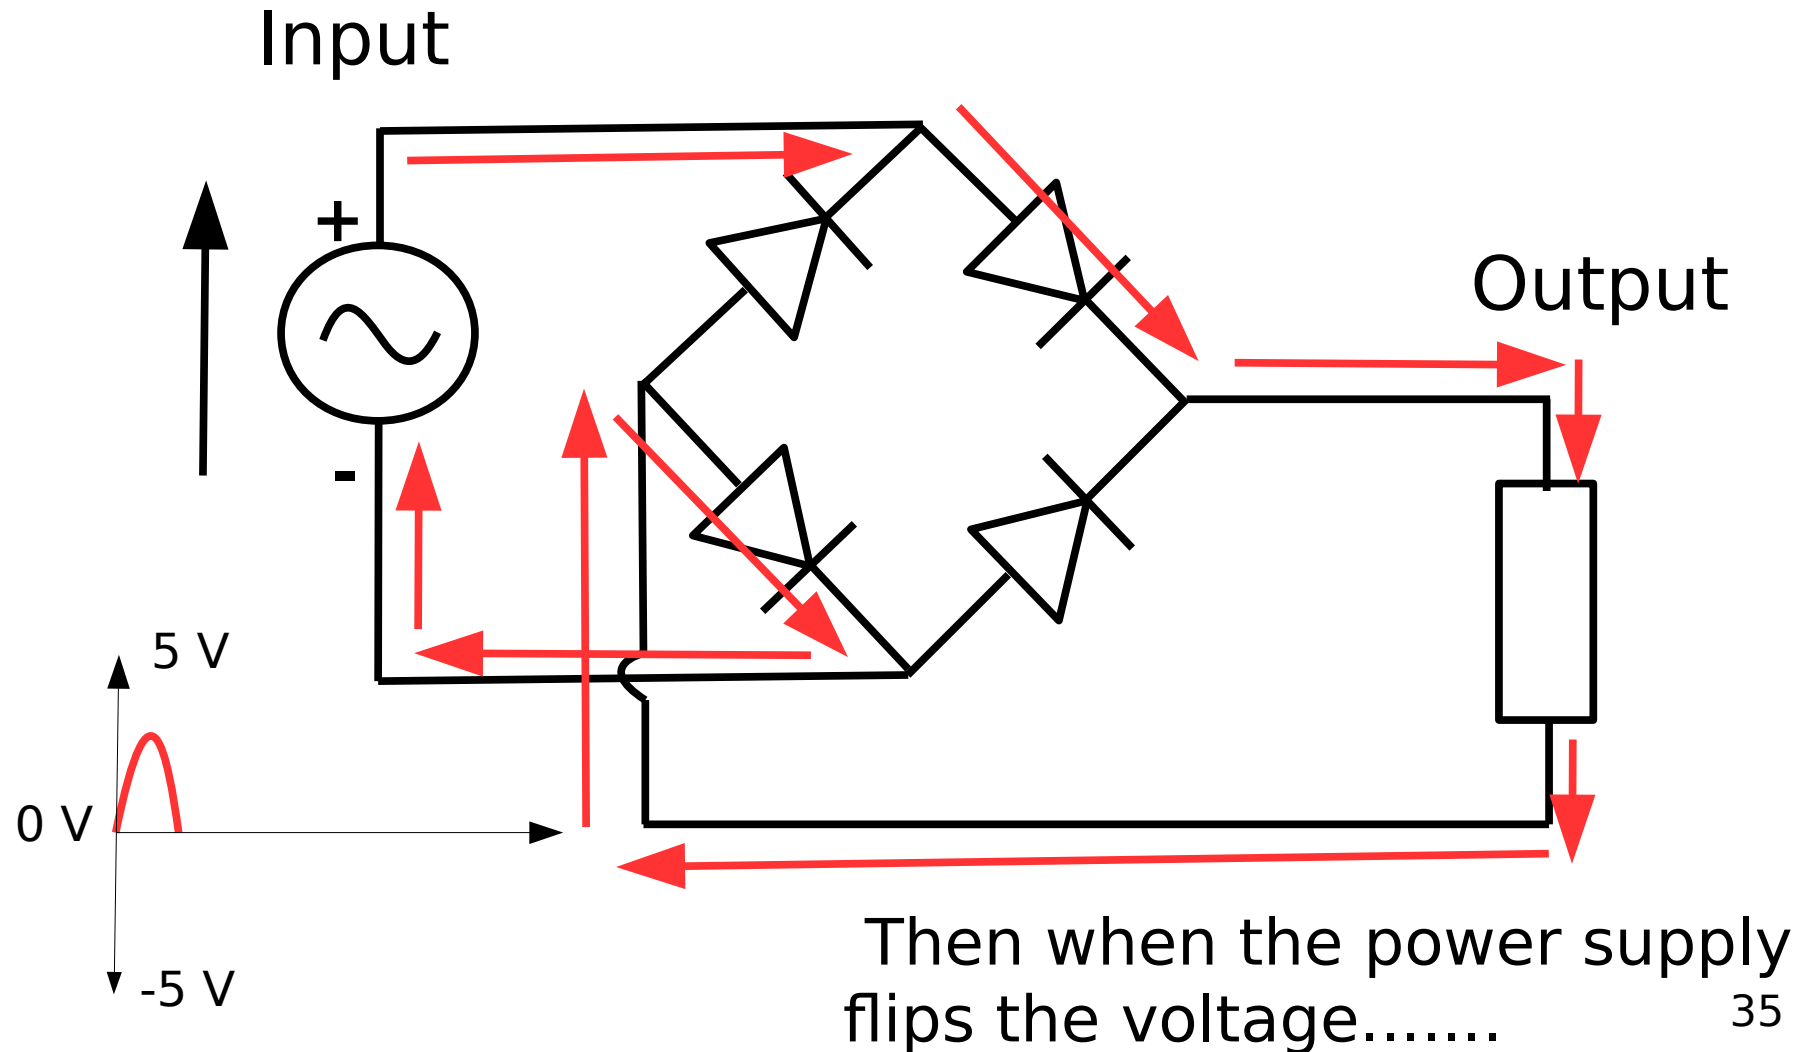 Input
+
Output
-
5 V
0 V
-5 V
Then when the power supply
flips the voltage.......
35